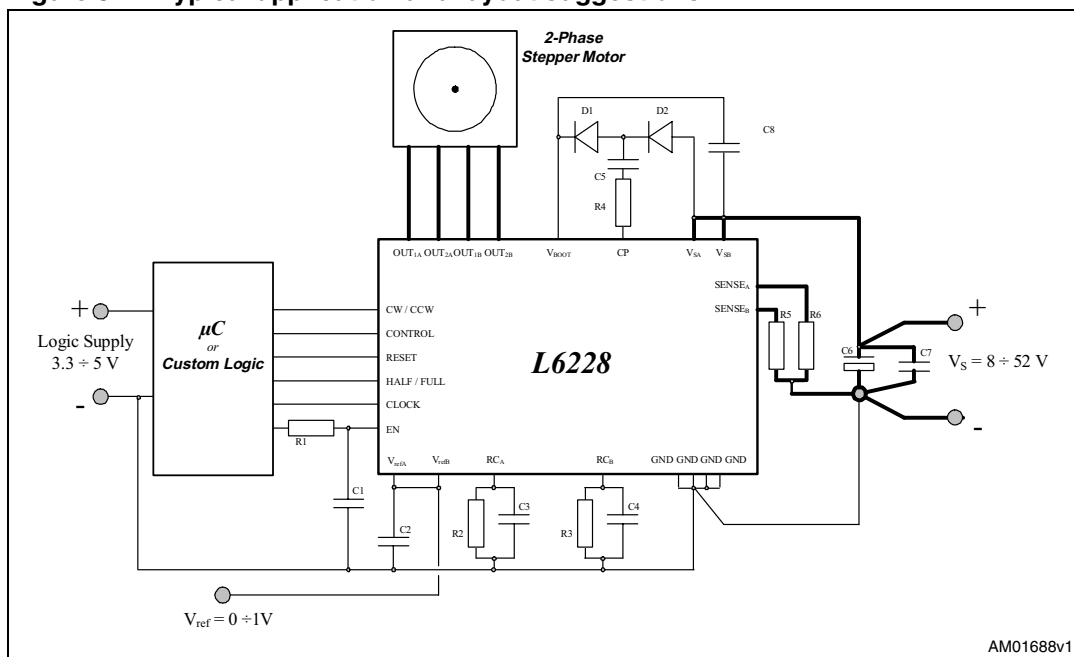 2-Phase
Stepper Motor
D1
D2
C8
C5
R4
OUT1A OUT2A OUT1B OUT2B
VBOOT
CP
VSA
VSB
SENSEA
SENSEB
R5
R6
+
Logic Supply
3.3 ÷ 5 V
-
μC
or
Custom Logic
CW / CCW
CONTROL
RESET
HALF / FULL
CLOCK
EN
L6228
C6
C7
+
VS = 8 ÷ 52 V
-
R1
VrefA
VrefB
RCA
RCB
GND GND GND GND
C1
C2
R2
C3
R3
C4
Vref = 0 ÷1V
AM01688v1